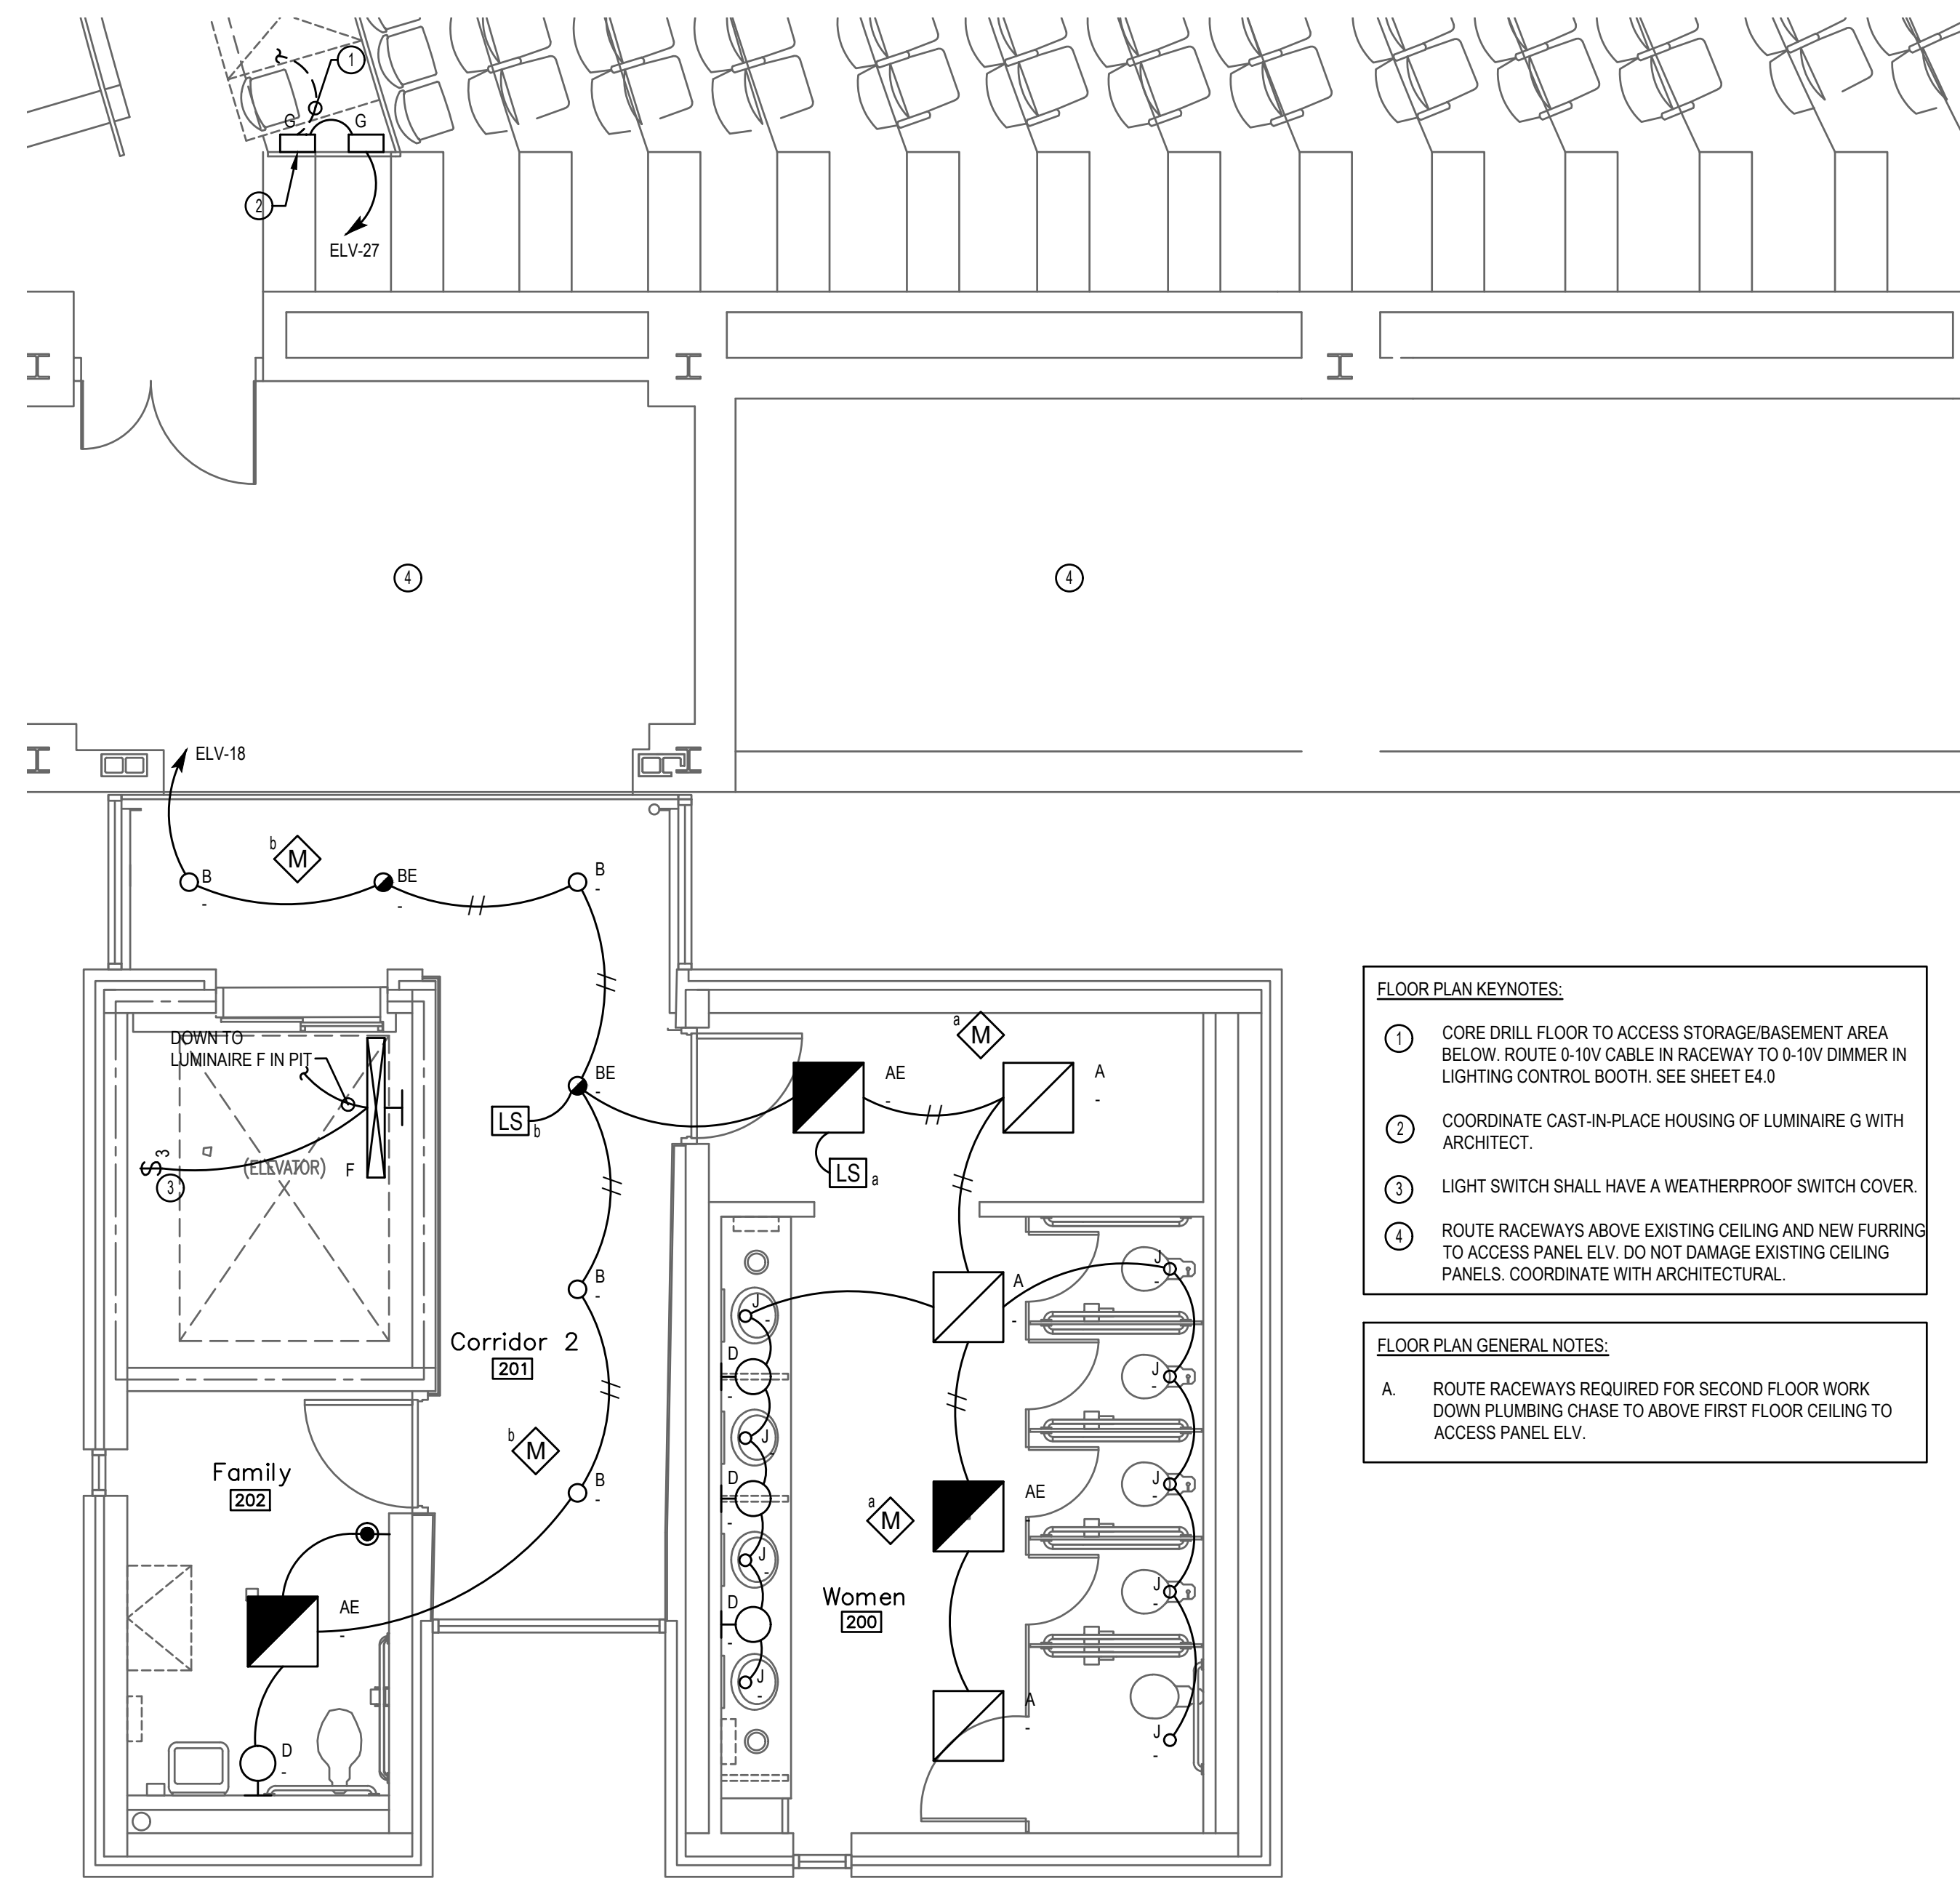 1
G G
2
ELV-27
4
4
ELV-18
b
M
B
-
BE
-
B
-
DOWN TO
LUMINAIRE F IN PIT
S3
3
(ELEVATOR)
F
BE
-
LS
b
AE
-
a
M
A
-
LS
a
B
-
Corridor 2
201
b
M
B
-
Family
202
AE
-
D
-
A
-
J
-
D
-
J
-
D
-
J
-
D
-
J
-
J
-
J
-
J
-
J
-
J
-
a
M
AE
-
Women
200
A
-
FLOOR PLAN KEYNOTES:
1 CORE DRILL FLOOR TO ACCESS STORAGE/BASEMENT AREA
BELOW. ROUTE 0-10V CABLE IN RACEWAY TO 0-10V DIMMER IN
LIGHTING CONTROL BOOTH. SEE SHEET E4.0
2 COORDINATE CAST-IN-PLACE HOUSING OF LUMINAIRE G WITH
ARCHITECT.
3 LIGHT SWITCH SHALL HAVE A WEATHERPROOF SWITCH COVER.
4 ROUTE RACEWAYS ABOVE EXISTING CEILING AND NEW FURRING
TO ACCESS PANEL ELV. DO NOT DAMAGE EXISTING CEILING
PANELS. COORDINATE WITH ARCHITECTURAL.
FLOOR PLAN GENERAL NOTES:
A. ROUTE RACEWAYS REQUIRED FOR SECOND FLOOR WORK
DOWN PLUMBING CHASE TO ABOVE FIRST FLOOR CEILING TO
ACCESS PANEL ELV.